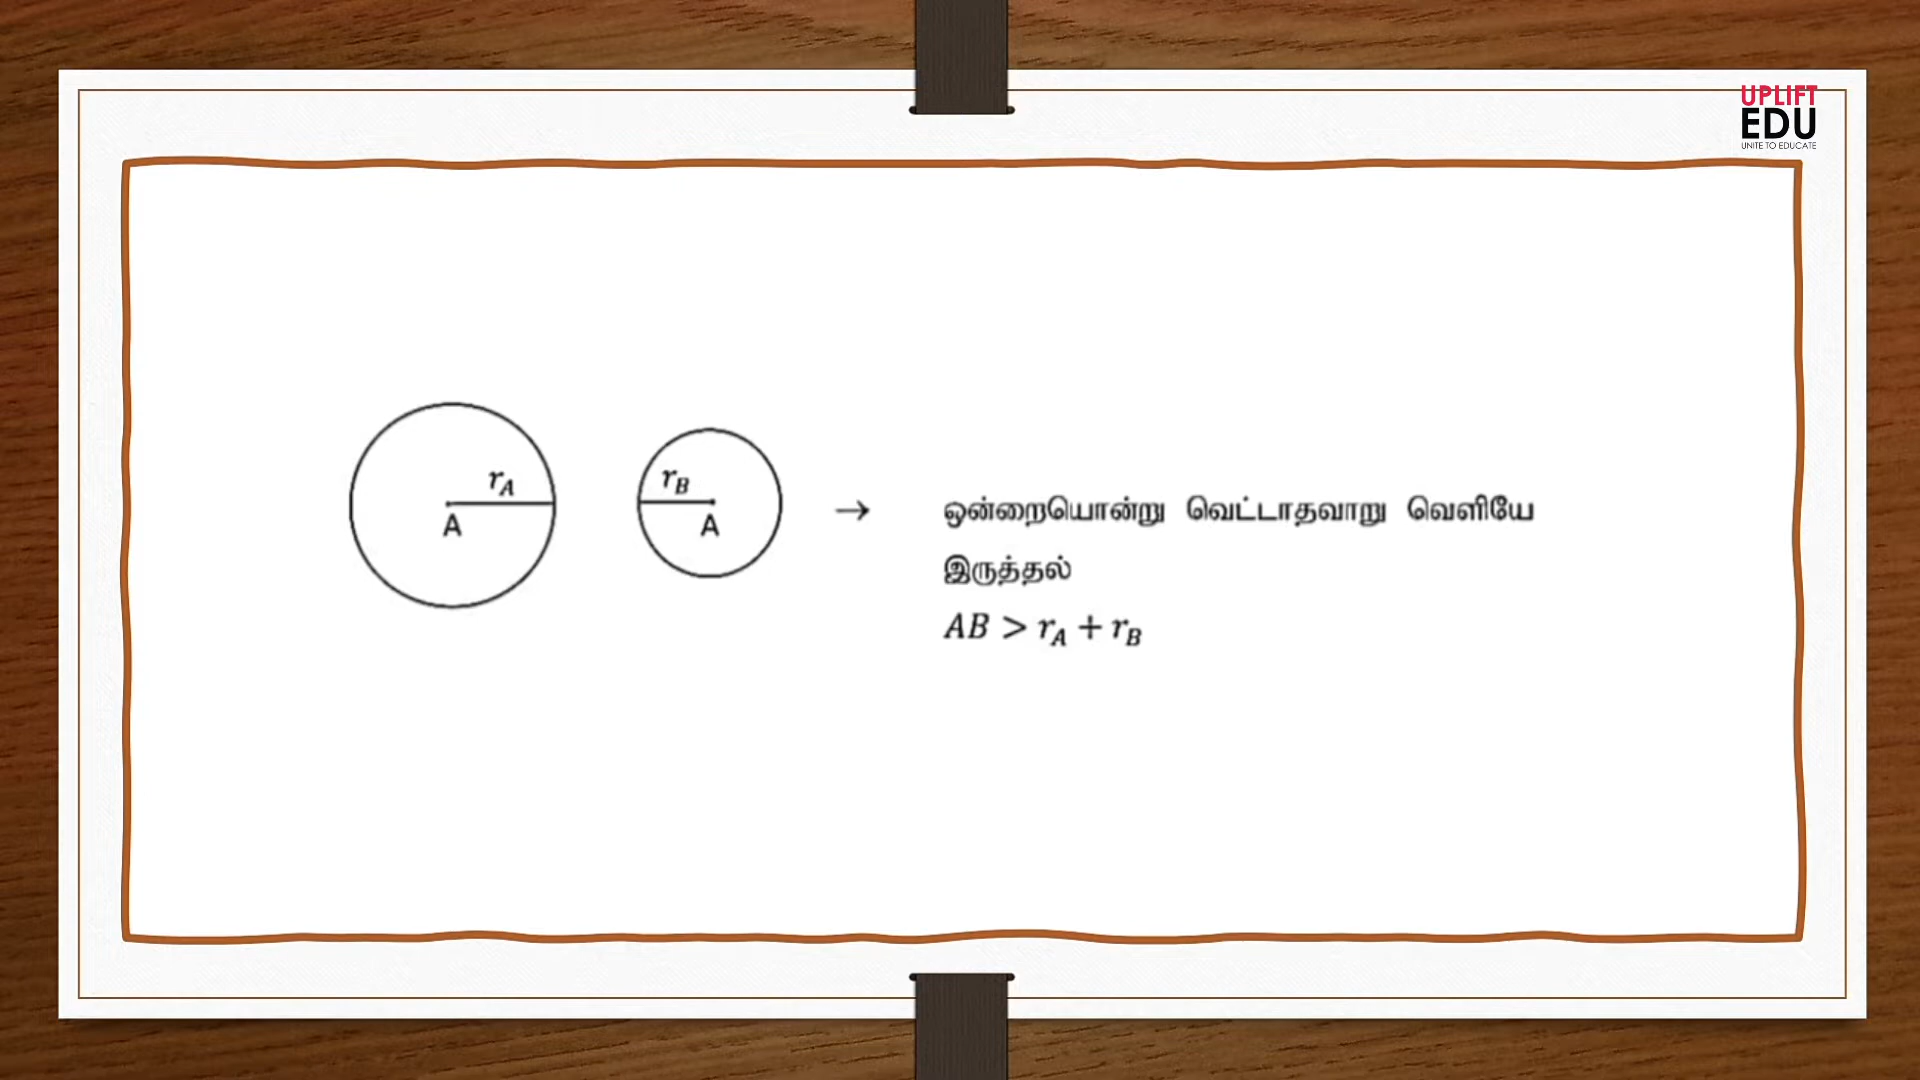 UPLIFT
EDU
UNITE TO EDUCATE
r_A
A
r_B
A
→ ஒன்றையொன்று வெட்டாதவாறு வெளியே
இருத்தல்
AB > r_A + r_B